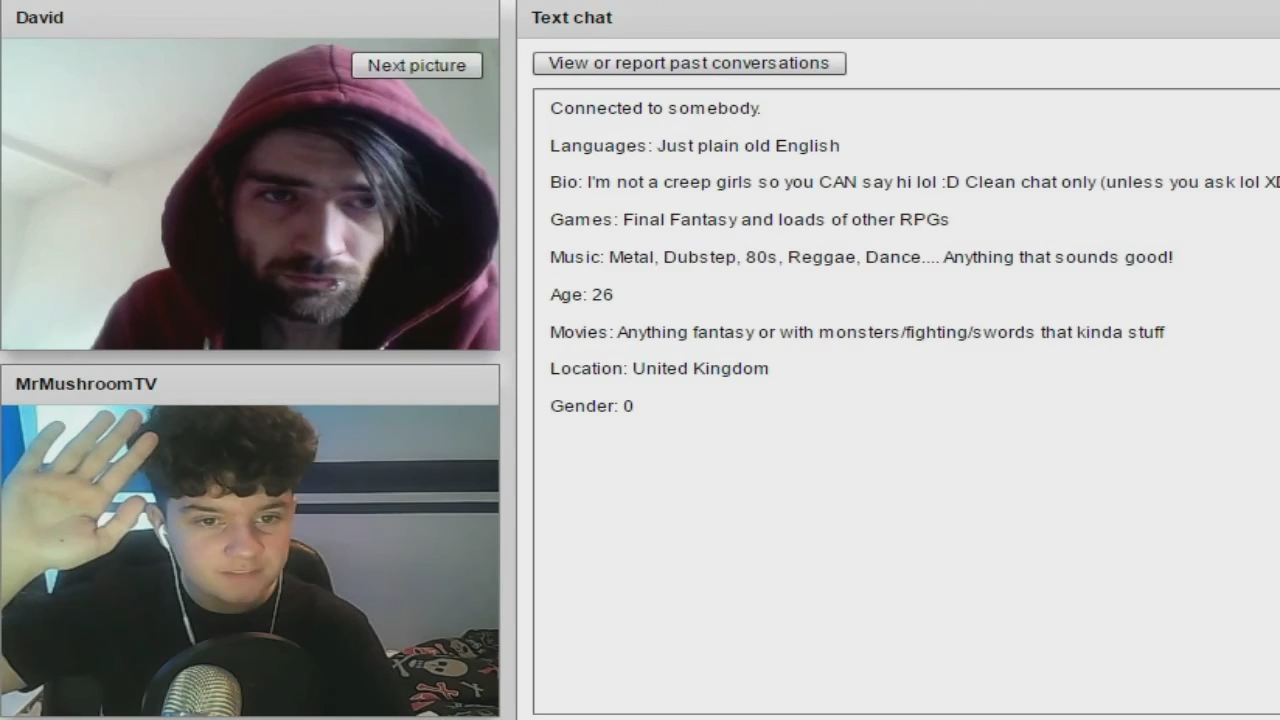 David
Next picture
MrMushroomTV
Text chat
View or report past conversations
Connected to somebody.
Languages: Just plain old English
Bio: I'm not a creep girls so you CAN say hi lol :D Clean chat only (unless you ask lol XD
Games: Final Fantasy and loads of other RPGs
Music: Metal, Dubstep, 80s, Reggae, Dance.... Anything that sounds good!
Age: 26
Movies: Anything fantasy or with monsters/fighting/swords that kinda stuff
Location: United Kingdom
Gender: 0